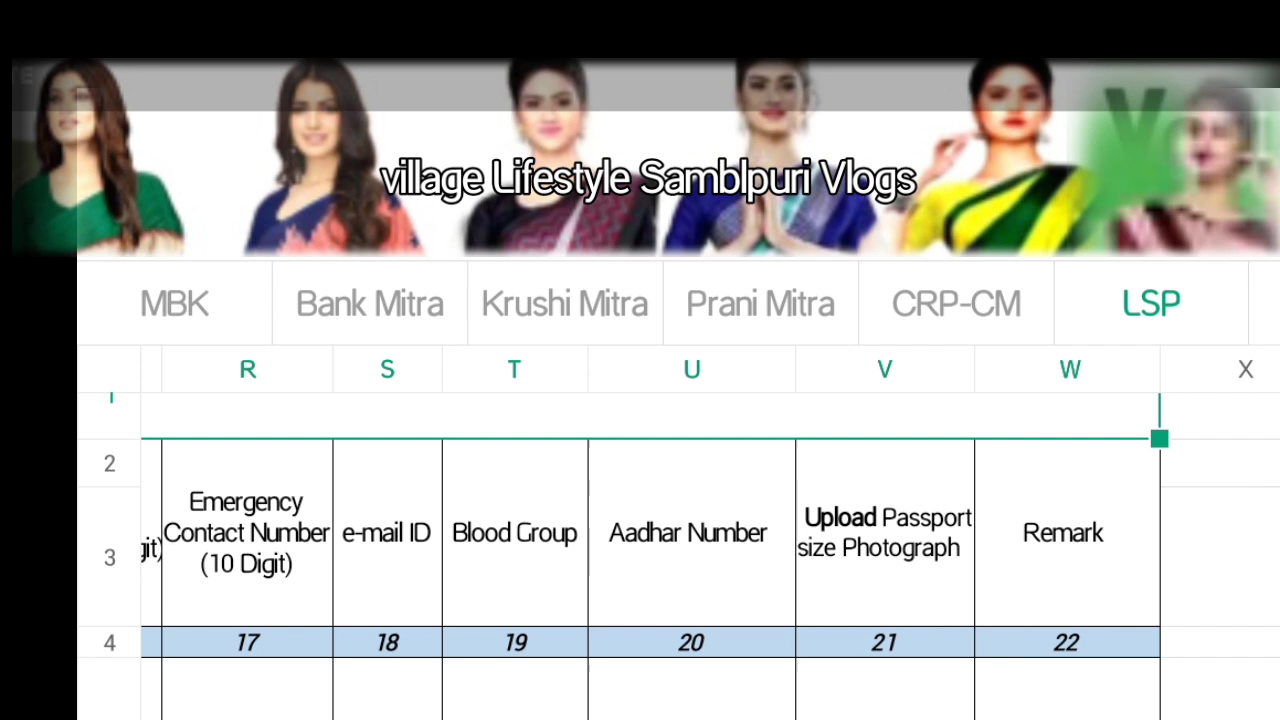 village Lifestyle Samblpuri Vlogs
MBK Bank Mitra Krushi Mitra Prani Mitra CRP-CM LSP
R S T U V W X
1
2
Emergency
Contact Number
(10 Digit)
e-mail ID
Blood Group
Aadhar Number
Upload Passport
size Photograph
Remark
git)
3
4 17 18 19 20 21 22